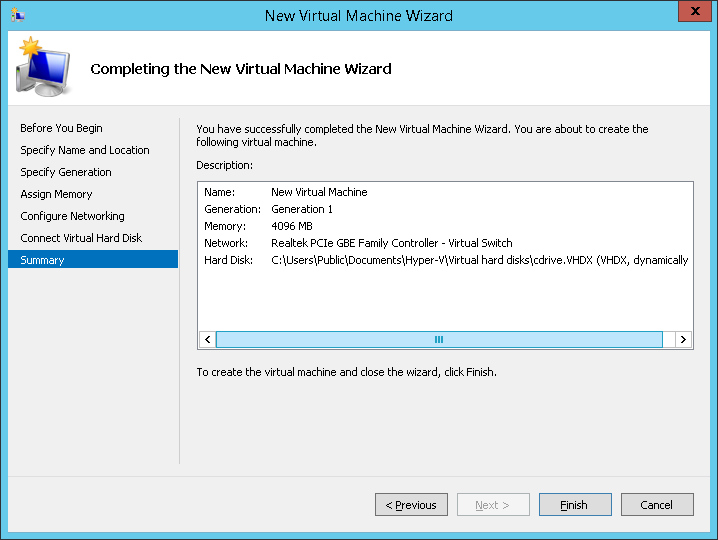 New Virtual Machine Wizard
x
Completing the New Virtual Machine Wizard
Before You Begin
Specify Name and Location
Specify Generation
Assign Memory
Configure Networking
Connect Virtual Hard Disk
Summary
You have successfully completed the New Virtual Machine Wizard. You are about to create the
following virtual machine.
Description:
Name: New Virtual Machine
Generation: Generation 1
Memory: 4096 MB
Network: Realtek PCIe GBE Family Controller - Virtual Switch
Hard Disk: C:\Users\Public\Documents\Hyper-V\Virtual hard disks\cdrive.VHDX (VHDX, dynamically
To create the virtual machine and close the wizard, click Finish.
< Previous
Next >
Finish
Cancel